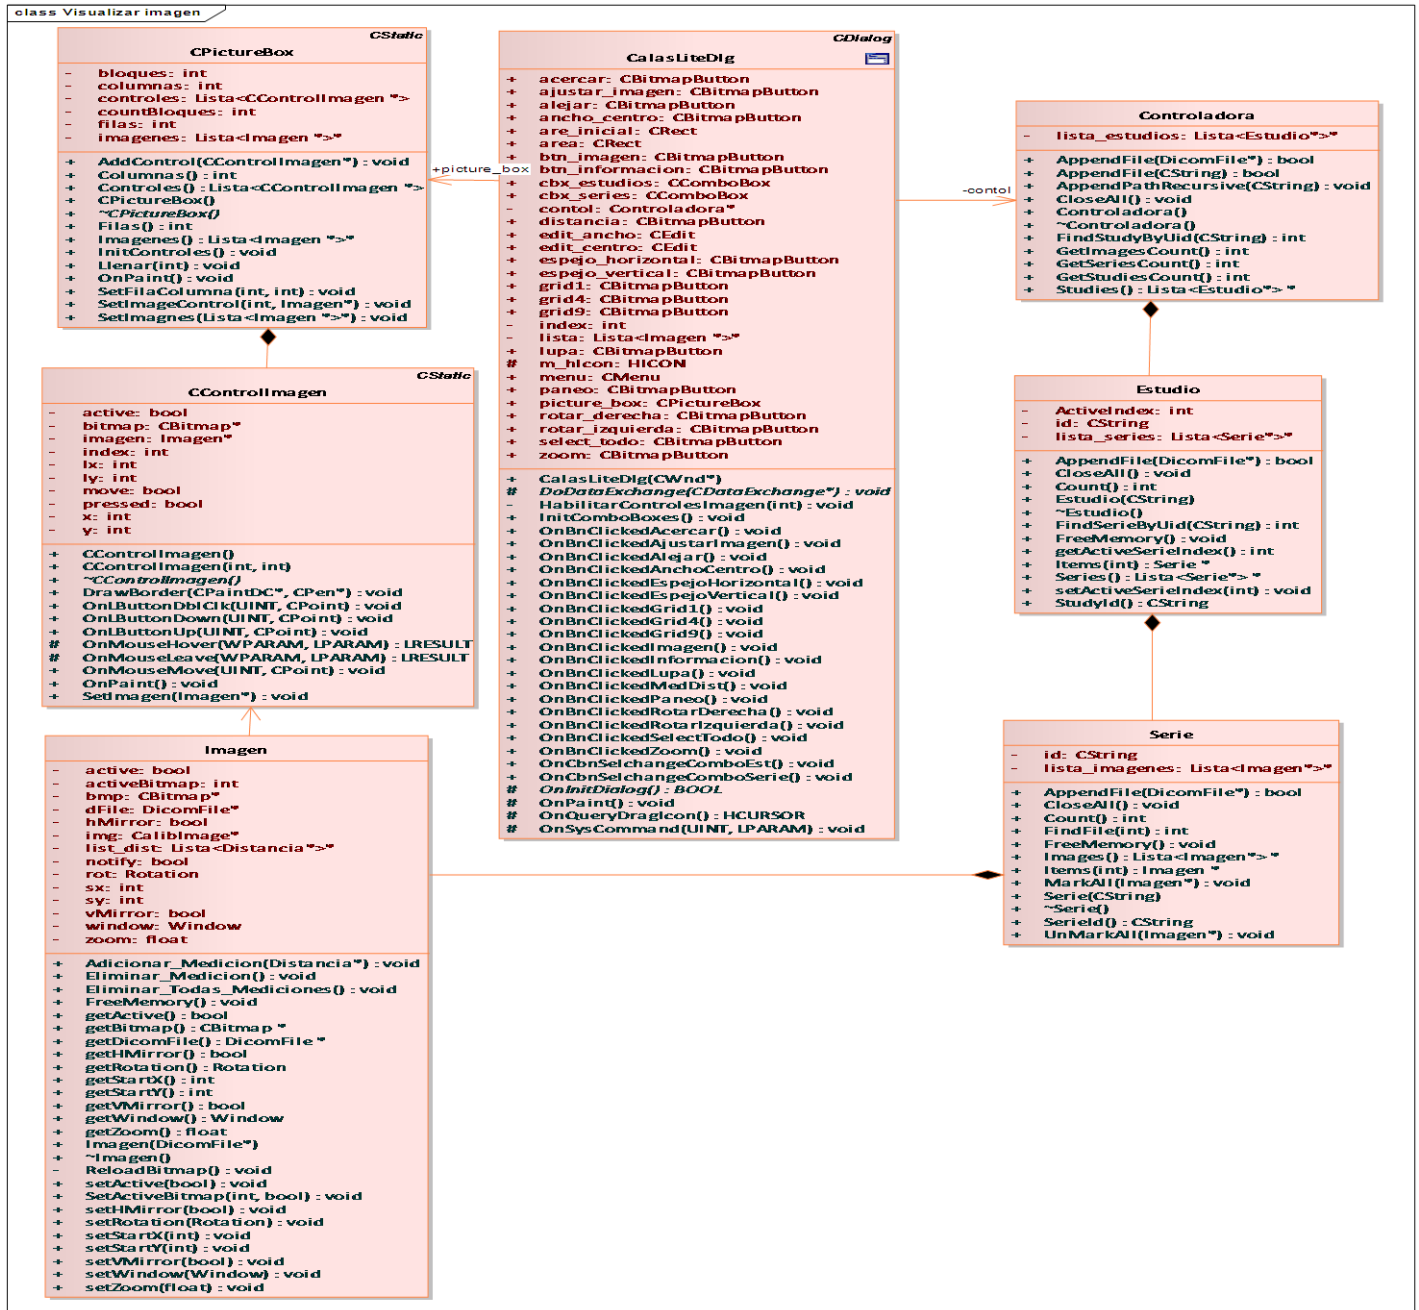 class Visualizar imagen
CStatic
CPictureBox
- bloques: int
- columnas: int
- controles: Lista<CControlImagen *>
- countBloques: int
- filas: int
- imagenes: Lista<Imagen *>*
+ AddControl(CControlImagen*) : void
+ Columnas() : int
+ Controles() : Lista<CControlImagen *>
+ CPictureBox()
+ ~CPictureBox()
+ Filas() : int
+ Imagenes() : Lista<Imagen *>*
+ InitControles() : void
+ Llenar(int) : void
+ OnPaint() : void
+ SetFilaColumna(int, int) : void
+ SetImageControl(int, Imagen*) : void
+ SetImagnes(Lista<Imagen *>*) : void
CStatic
CControlImagen
- active: bool
- bitmap: CBitmap*
- imagen: Imagen*
- index: int
- lx: int
- ly: int
- move: bool
- pressed: bool
- x: int
- y: int
+ CControlImagen()
+ CControlImagen(int, int)
+ ~CControlImagen()
+ DrawBorder(CPaintDC*, CPen*) : void
+ OnLButtonDblClk(UINT, CPoint) : void
+ OnLButtonDown(UINT, CPoint) : void
+ OnLButtonUp(UINT, CPoint) : void
# OnMouseHover(WPARAM, LPARAM) : LRESULT
# OnMouseLeave(WPARAM, LPARAM) : LRESULT
+ OnMouseMove(UINT, CPoint) : void
+ OnPaint() : void
+ SetImagen(Imagen*) : void
Imagen
- active: bool
- activeBitmap: int
- bmp: CBitmap*
- dFile: DicomFile*
- hMirror: bool
- img: CalibImage*
- list_dist: Lista<Distancia*>*
- notify: bool
- rot: Rotation
- sx: int
- sy: int
- vMirror: bool
- window: Window
- zoom: float
+ Adicionar_Medicion(Distancia*) : void
+ Eliminar_Medicion() : void
+ Eliminar_Todas_Mediciones() : void
+ FreeMemory() : void
+ getActive() : bool
+ getBitmap() : CBitmap *
+ getDicomFile() : DicomFile *
+ getHMirror() : bool
+ getRotation() : Rotation
+ getStartX() : int
+ getStartY() : int
+ getVMirror() : bool
+ getWindow() : Window
+ getZoom() : float
+ Imagen(DicomFile*)
+ ~Imagen()
- ReloadBitmap() : void
+ setActive(bool) : void
+ SetActiveBitmap(int, bool) : void
+ setHMirror(bool) : void
+ setRotation(Rotation) : void
+ setStartX(int) : void
+ setStartY(int) : void
+ setVMirror(bool) : void
+ setWindow(Window) : void
+ setZoom(float) : void
+picture_box
CDialog
CalasLiteDlg
+ acercar: CBitmapButton
+ ajustar_imagen: CBitmapButton
+ alejar: CBitmapButton
+ ancho_centro: CBitmapButton
+ are_inicial: CRect
+ area: CRect
+ btn_imagen: CBitmapButton
+ btn_informacion: CBitmapButton
+ cbx_estudios: CComboBox
+ cbx_series: CComboBox
- contol: Controladora*
+ distancia: CBitmapButton
+ edit_ancho: CEdit
+ edit_centro: CEdit
+ espejo_horizontal: CBitmapButton
+ espejo_vertical: CBitmapButton
+ grid1: CBitmapButton
+ grid4: CBitmapButton
+ grid9: CBitmapButton
- index: int
- lista: Lista<Imagen *>*
+ lupa: CBitmapButton
# m_hIcon: HICON
+ menu: CMenu
+ paneo: CBitmapButton
+ picture_box: CPictureBox
+ rotar_derecha: CBitmapButton
+ rotar_izquierda: CBitmapButton
+ select_todo: CBitmapButton
+ zoom: CBitmapButton
+ CalasLiteDlg(CWnd*)
# DoDataExchange(CDataExchange*) : void
- HabilitarControlesImagen(int) : void
+ InitComboBoxes() : void
+ OnBnClickedAcercar() : void
+ OnBnClickedAjustarImagen() : void
+ OnBnClickedAlejar() : void
+ OnBnClickedAnchoCentro() : void
+ OnBnClickedEspejoHorizontal() : void
+ OnBnClickedEspejoVertical() : void
+ OnBnClickedGrid1() : void
+ OnBnClickedGrid4() : void
+ OnBnClickedGrid9() : void
+ OnBnClickedImagen() : void
+ OnBnClickedInformacion() : void
+ OnBnClickedLupa() : void
+ OnBnClickedMedDist() : void
+ OnBnClickedPaneo() : void
+ OnBnClickedRotarDerecha() : void
+ OnBnClickedRotarIzquierda() : void
+ OnBnClickedSelectTodo() : void
+ OnBnClickedZoom() : void
+ OnCbnSelchangeComboEst() : void
+ OnCbnSelchangeComboSerie() : void
# OnInitDialog() : BOOL
# OnPaint() : void
# OnQueryDragIcon() : HCURSOR
# OnSysCommand(UINT, LPARAM) : void
-contol
Controladora
- lista_estudios: Lista<Estudio*>*
+ AppendFile(DicomFile*) : bool
+ AppendFile(CString) : bool
+ AppendPathRecursive(CString) : void
+ CloseAll() : void
+ Controladora()
+ ~Controladora()
+ FindStudyByUid(CString) : int
+ GetImagesCount() : int
+ GetSeriesCount() : int
+ GetStudiesCount() : int
+ Studies() : Lista<Estudio*> *
Estudio
- ActiveIndex: int
- id: CString
- lista_series: Lista<Serie*>*
+ AppendFile(DicomFile*) : bool
+ CloseAll() : void
+ Count() : int
+ Estudio(CString)
+ ~Estudio()
+ FindSerieByUid(CString) : int
+ FreeMemory() : void
+ getActiveSerieIndex() : int
+ Items(int) : Serie *
+ Series() : Lista<Serie*> *
+ setActiveSerieIndex(int) : void
+ StudyId() : CString
Serie
- id: CString
- lista_imagenes: Lista<Imagen*>*
+ AppendFile(DicomFile*) : bool
+ CloseAll() : void
+ Count() : int
+ FindFile(int) : int
+ FreeMemory() : void
+ Images() : Lista<Imagen*> *
+ Items(int) : Imagen *
+ MarkAll(Imagen*) : void
+ Serie(CString)
+ ~Serie()
+ SerieId() : CString
+ UnMarkAll(Imagen*) : void